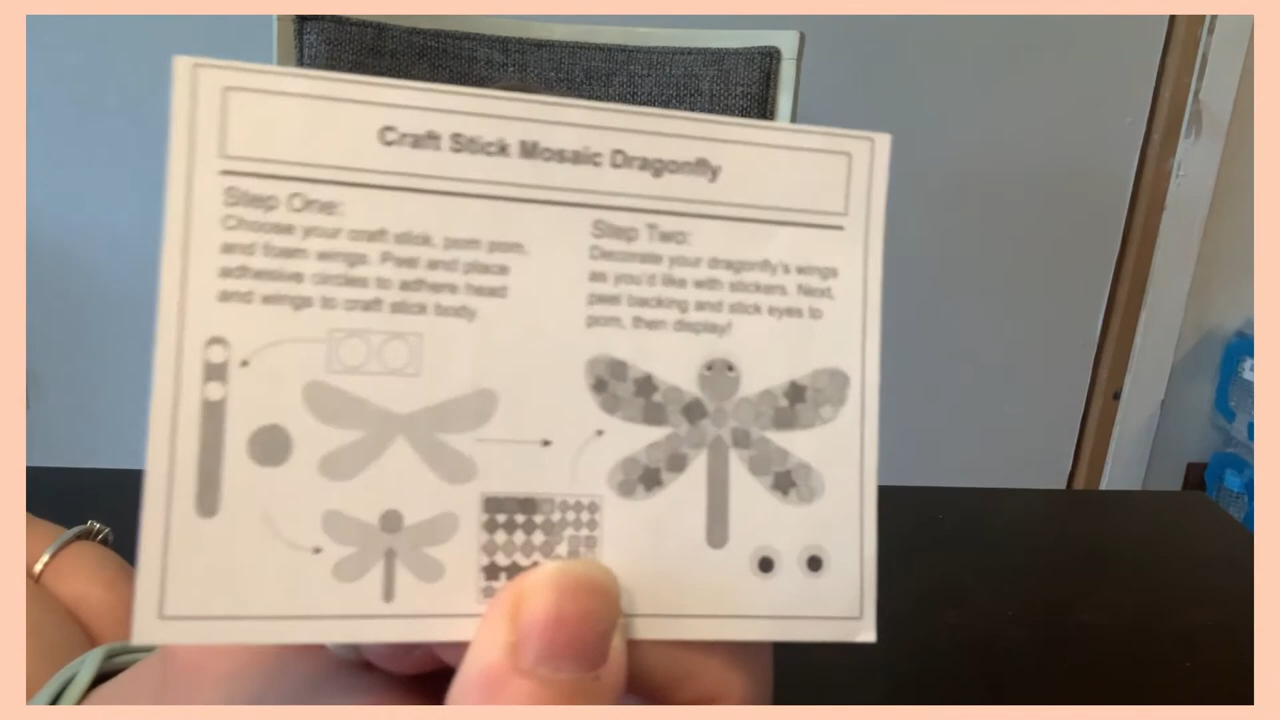 Craft Stick Mosaic Dragonfly
Step One:
Choose your craft stick, pom pom,
and foam wings. Peel and place
adhesive circles to adhere head
and wings to craft stick body.
Step Two:
Decorate your dragonfly's wings
as you'd like with stickers. Next,
peel backing and stick eyes to
pom, then display!